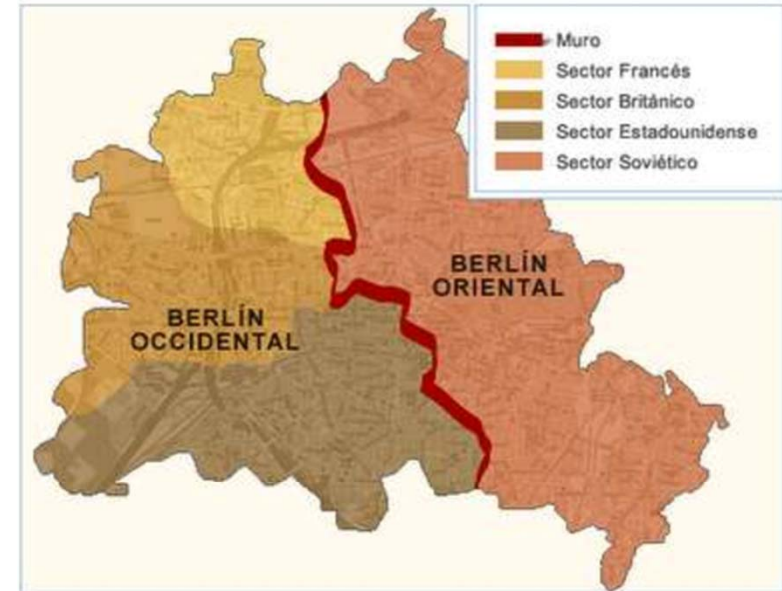 Muro
Sector Francés
Sector Británico
Sector Estadounidense
Sector Soviético
BERLÍN
ORIENTAL
BERLÍN
OCCIDENTAL